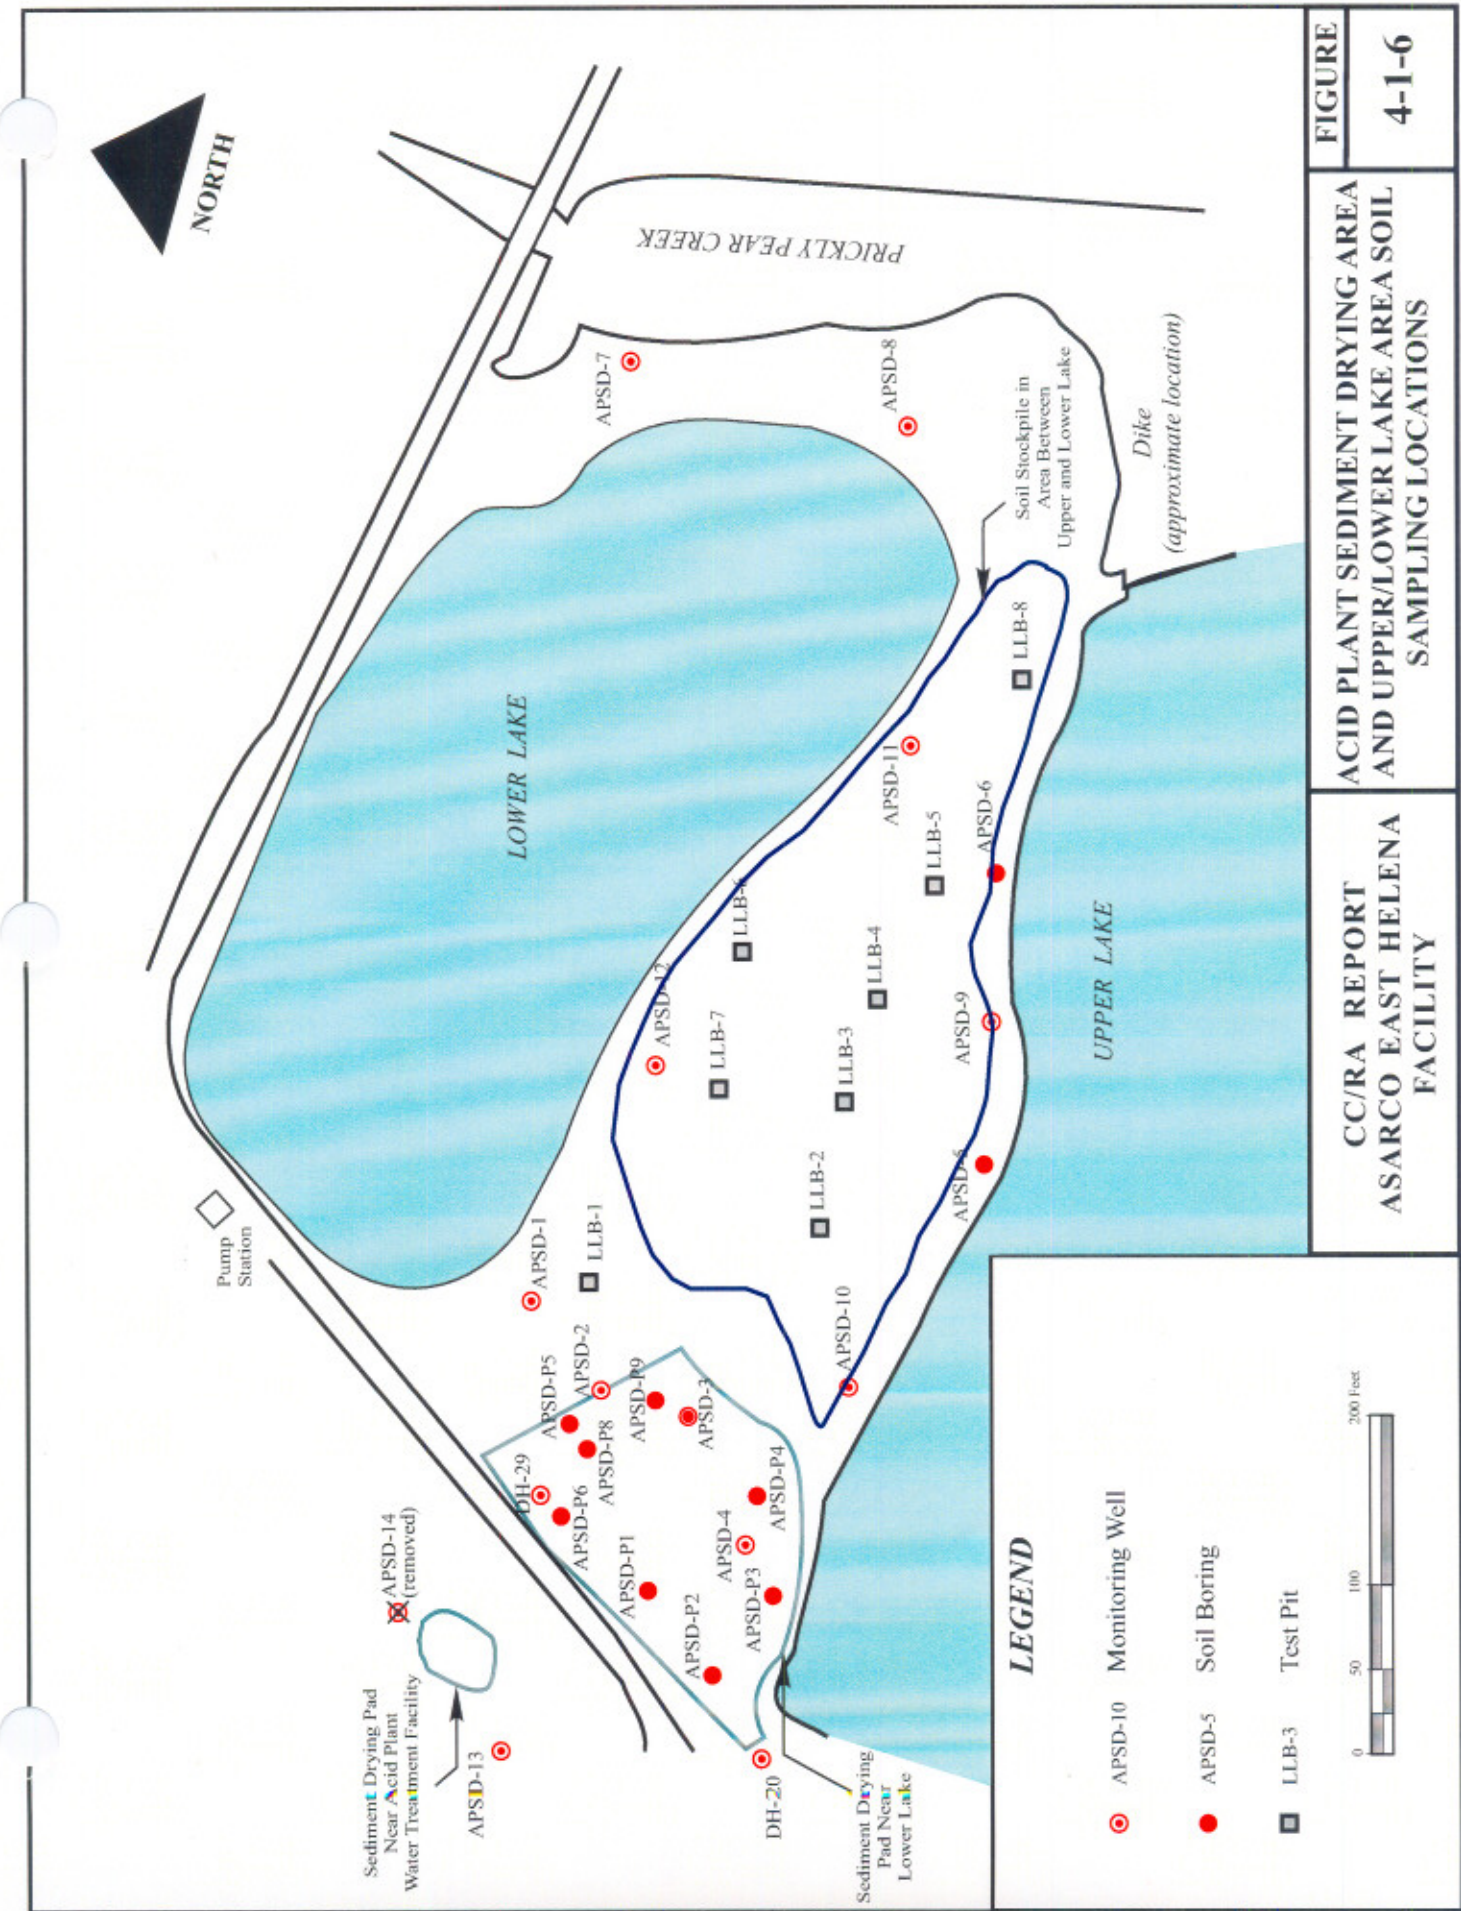 NORTH
PRICKLY PEAR CREEK
APSD-7
APSD-8
Soil Stockpile in
Area Between
Upper and Lower Lake
Dike
(approximate location)
LOWER LAKE
LLB-8
APSD-11
APSD-6
LLB-5
LLB-6
LLB-4
APSD-12
LLB-7
LLB-3
APSD-9
UPPER LAKE
LLB-2
Pump
Station
APSD-1
LLB-1
APSD-10
APSD-P5
APSD-2
APSD-P9
APSD-3
APSD-P8
DH-29
APSD-P6
APSD-P4
APSD-4
APSD-P1
APSD-P3
APSD-P2
APSD-14
(removed)
Sediment Drying Pad
Near Acid Plant
Water Treatment Facility
APSD-13
DH-20
Sediment Drying
Pad Near
Lower Lake
LEGEND
APSD-10 Monitoring Well
APSD-5 Soil Boring
LLB-3 Test Pit
0 50 100 200 Feet
CC/RA REPORT
ASARCO EAST HELENA
FACILITY
ACID PLANT SEDIMENT DRYING AREA
AND UPPER/LOWER LAKE AREA SOIL
SAMPLING LOCATIONS
FIGURE
4-1-6